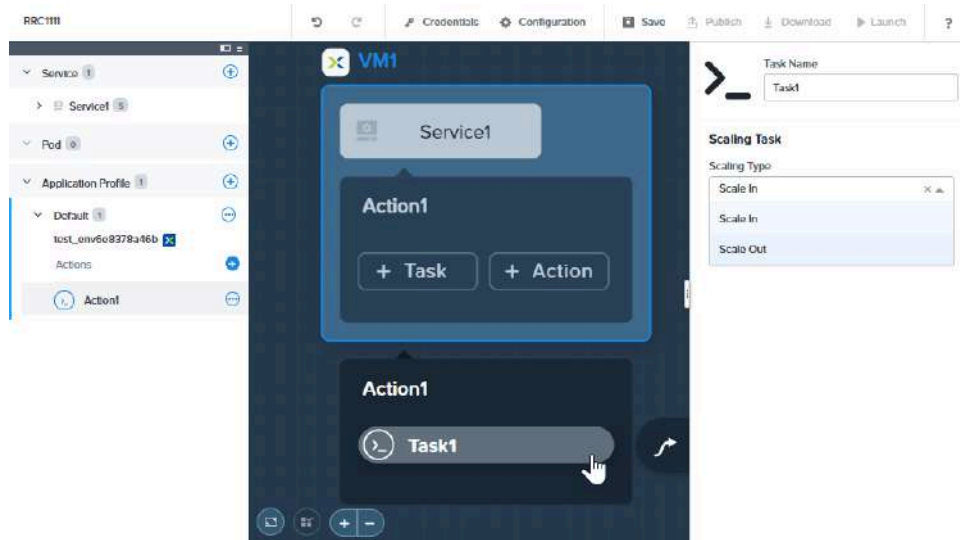 RRC1111
Credentials
Configuration
Save
Publish
Download
Launch
?
Service 1
Service1 5
Pod 0
Application Profile 1
Default 1
test_env6e8378a46b
Actions
Action1
VM1
Service1
Action1
+ Task
+ Action
Action1
Task1
Task Name
Task1
Scaling Task
Scaling Type
Scale In
Scale In
Scale Out